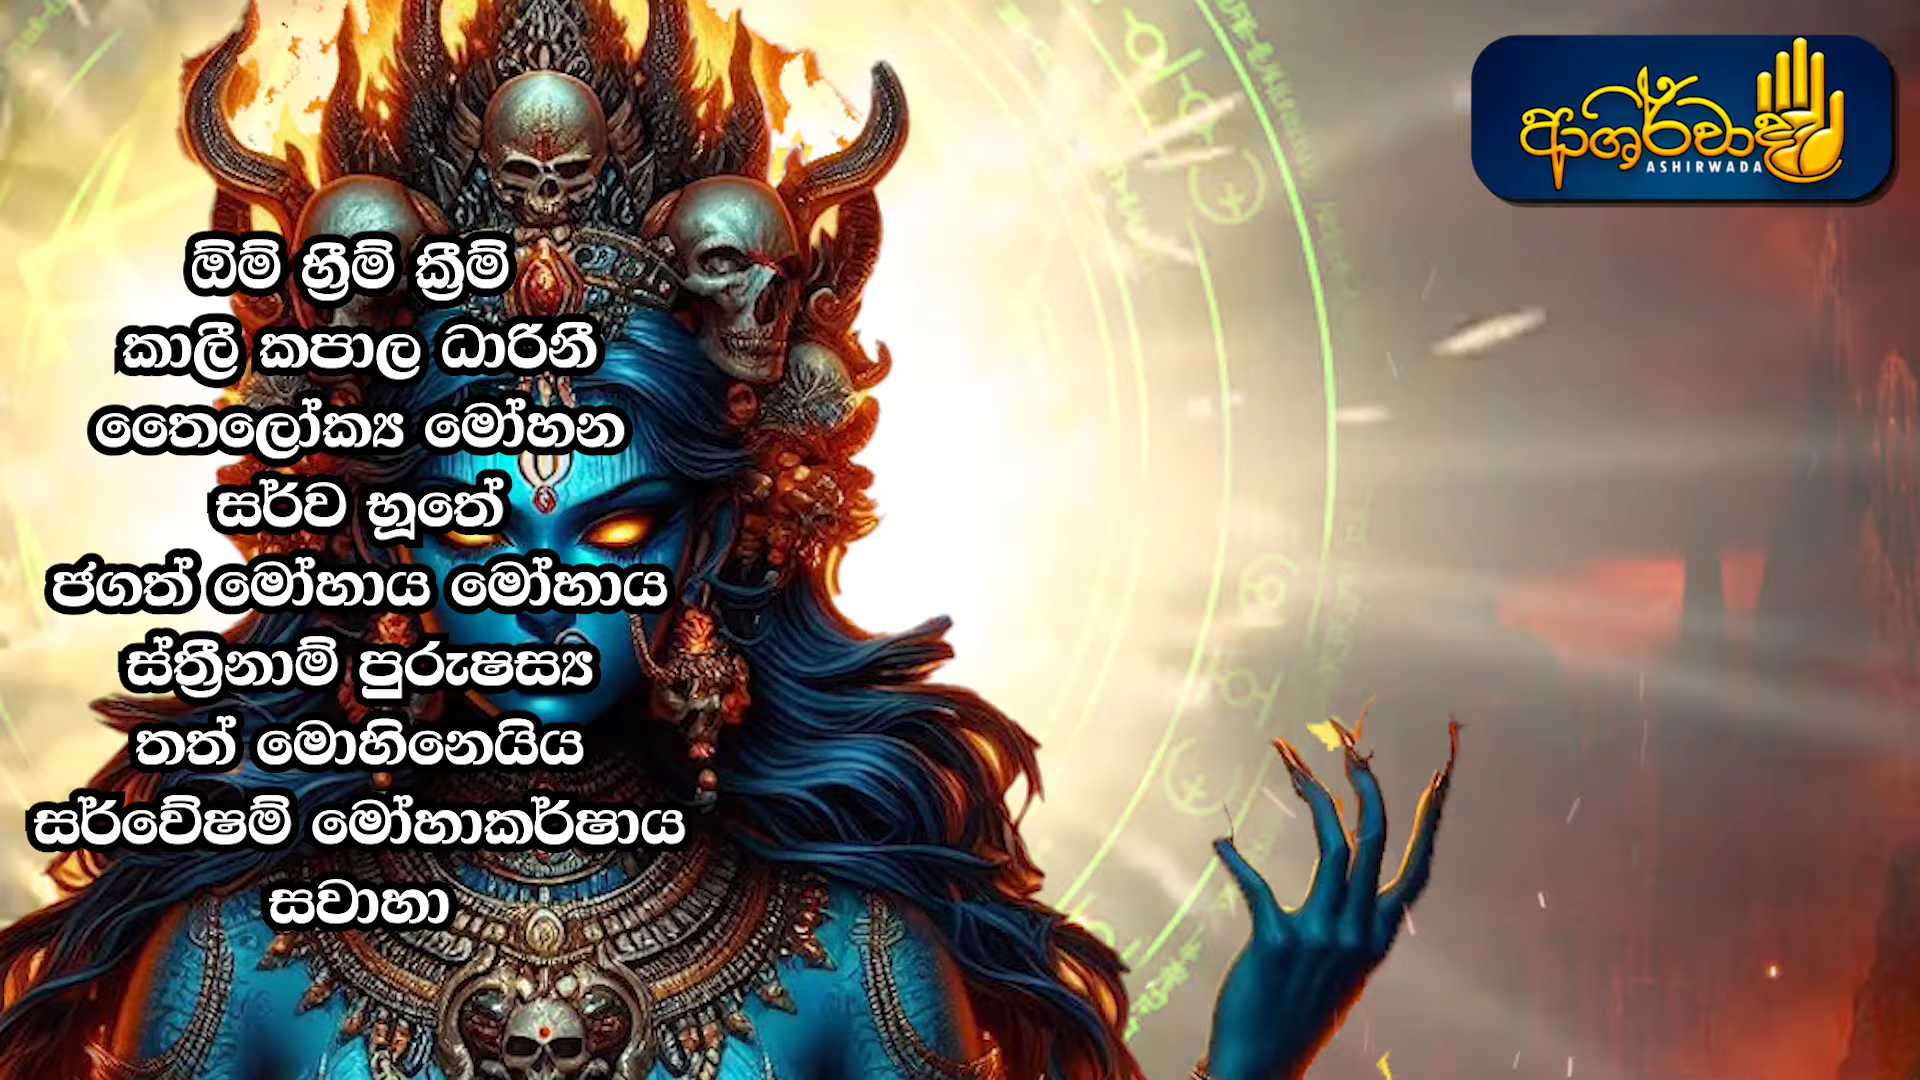 ඕම් හ්‍රීම් ක්‍රීම්
කාලී කපාල ධාරිනී
තෛලෝක්‍ය මෝහන
සර්ව භූතේ
ජගත් මෝහාය මෝහාය
ස්ත්‍රීනාම් පුරුෂස්‍ය
තත් මොහිනෙයිය
සර්වේෂම් මෝහාකර්ෂාය
සවාහා
ආශිර්වාද
ASHIRWADA